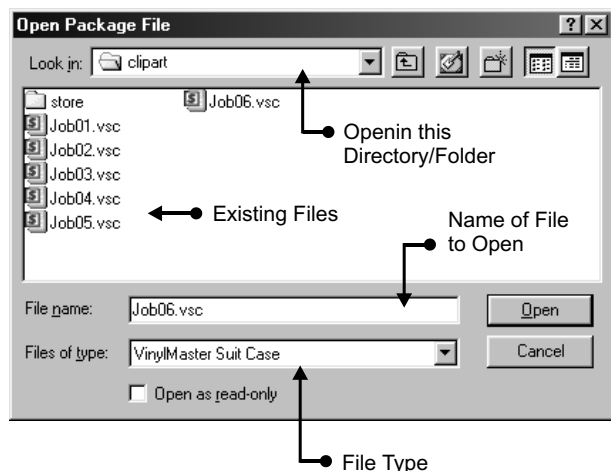 Open Package File
Look in: clipart
store Job06.vsc
Job01.vsc
Job02.vsc
Job03.vsc
Job04.vsc
Job05.vsc
Openin this
Directory/Folder
Existing Files
Name of File
to Open
File name: Job06.vsc Open
Files of type: VinylMaster Suit Case Cancel
Open as read-only
File Type